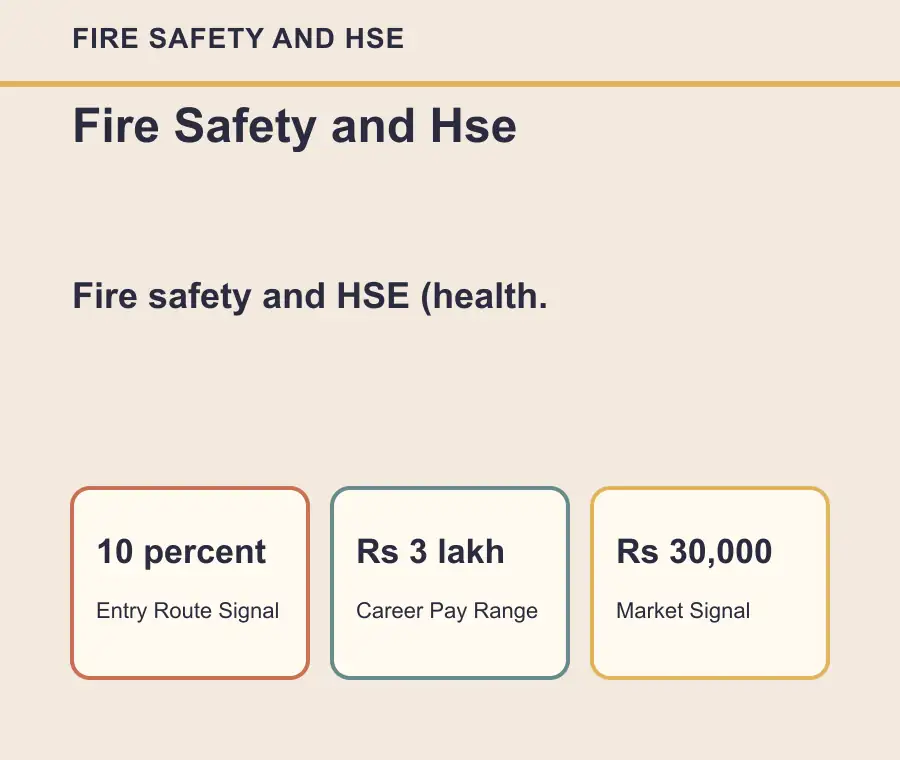 FIRE SAFETY AND HSE
Fire Safety and Hse
Fire safety and HSE (health.
10 percent
Entry Route Signal
Rs 3 lakh
Career Pay Range
Rs 30,000
Market Signal